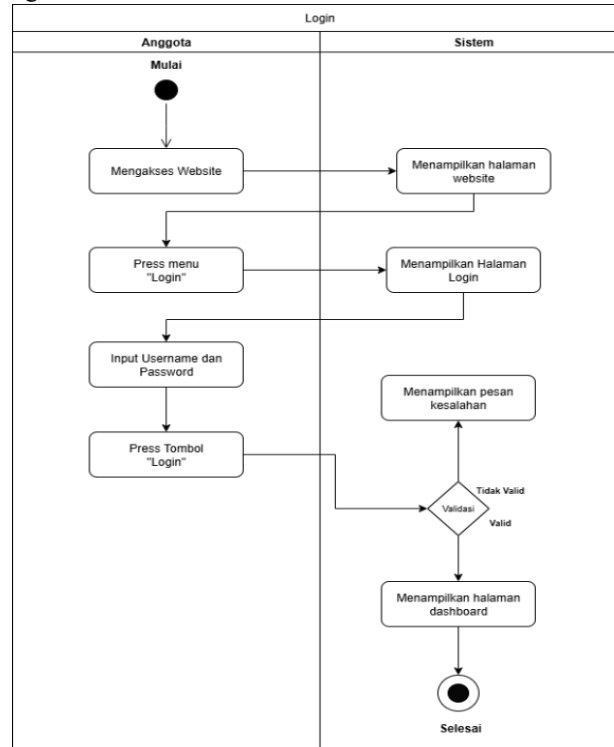 Login
Anggota
Sistem
Mulai
Mengakses Website
Menampilkan halaman
website
Press menu
"Login"
Menampilkan Halaman
Login
Input Username dan
Password
Menampilkan pesan
kesalahan
Press Tombol
"Login"
Tidak Valid
Validasi
Valid
Menampilkan halaman
dashboard
Selesai